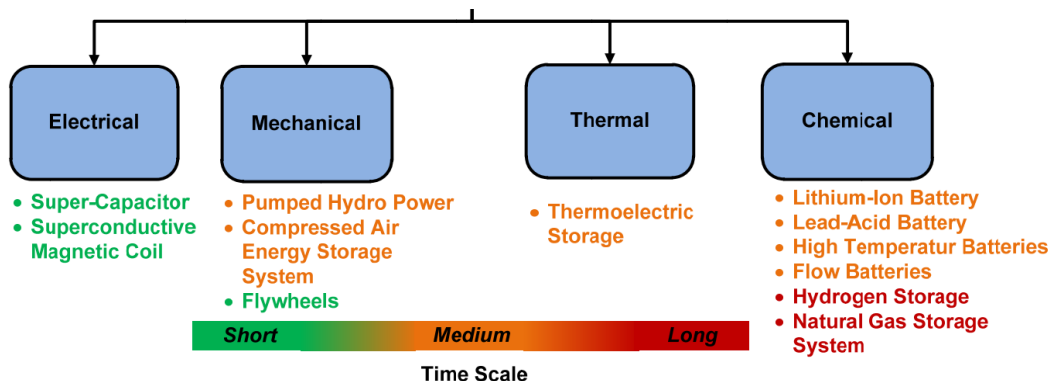 Electrical
Mechanical
Thermal
Chemical
• Super-Capacitor
• Superconductive
Magnetic Coil
• Pumped Hydro Power
• Compressed Air
Energy Storage
System
• Flywheels
• Thermoelectric
Storage
• Lithium-Ion Battery
• Lead-Acid Battery
• High Temperatur Batteries
• Flow Batteries
• Hydrogen Storage
• Natural Gas Storage
System
Short Medium Long
Time Scale